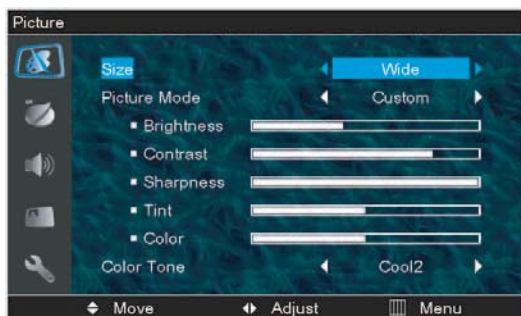 Picture
Size Wide
Picture Mode Custom
Brightness
Contrast
Sharpness
Tint
Color
Color Tone Cool2
Move Adjust Menu